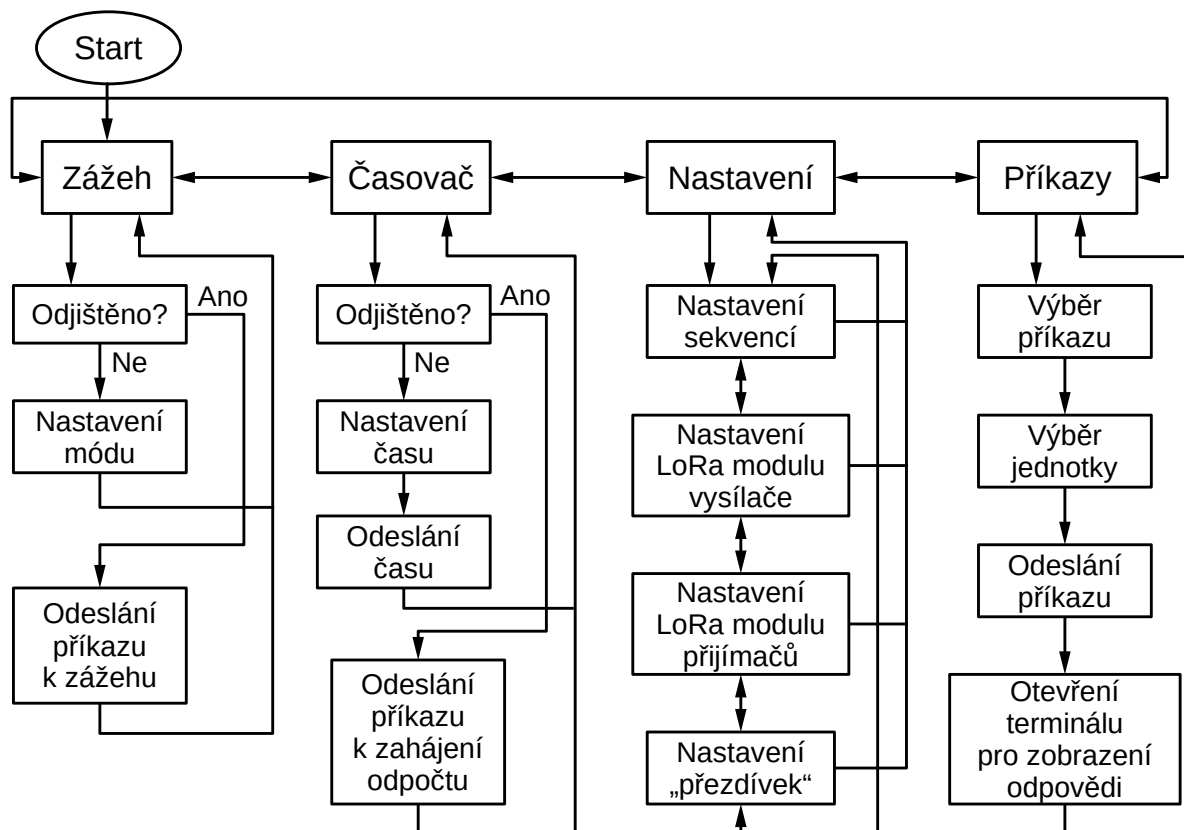 Start
Zážeh
Časovač
Nastavení
Příkazy
Odjištěno?
Ano
Ne
Nastavení
módu
Odeslání
příkazu
k zážehu
Odjištěno?
Ano
Ne
Nastavení
času
Odeslání
času
Odeslání
příkazu
k zahájení
odpočtu
Nastavení
sekvencí
Nastavení
LoRa modulu
vysílače
Nastavení
LoRa modulu
přijímačů
Nastavení
„přezdívek“
Výběr
příkazu
Výběr
jednotky
Odeslání
příkazu
Otevření
terminálu
pro zobrazení
odpovědi